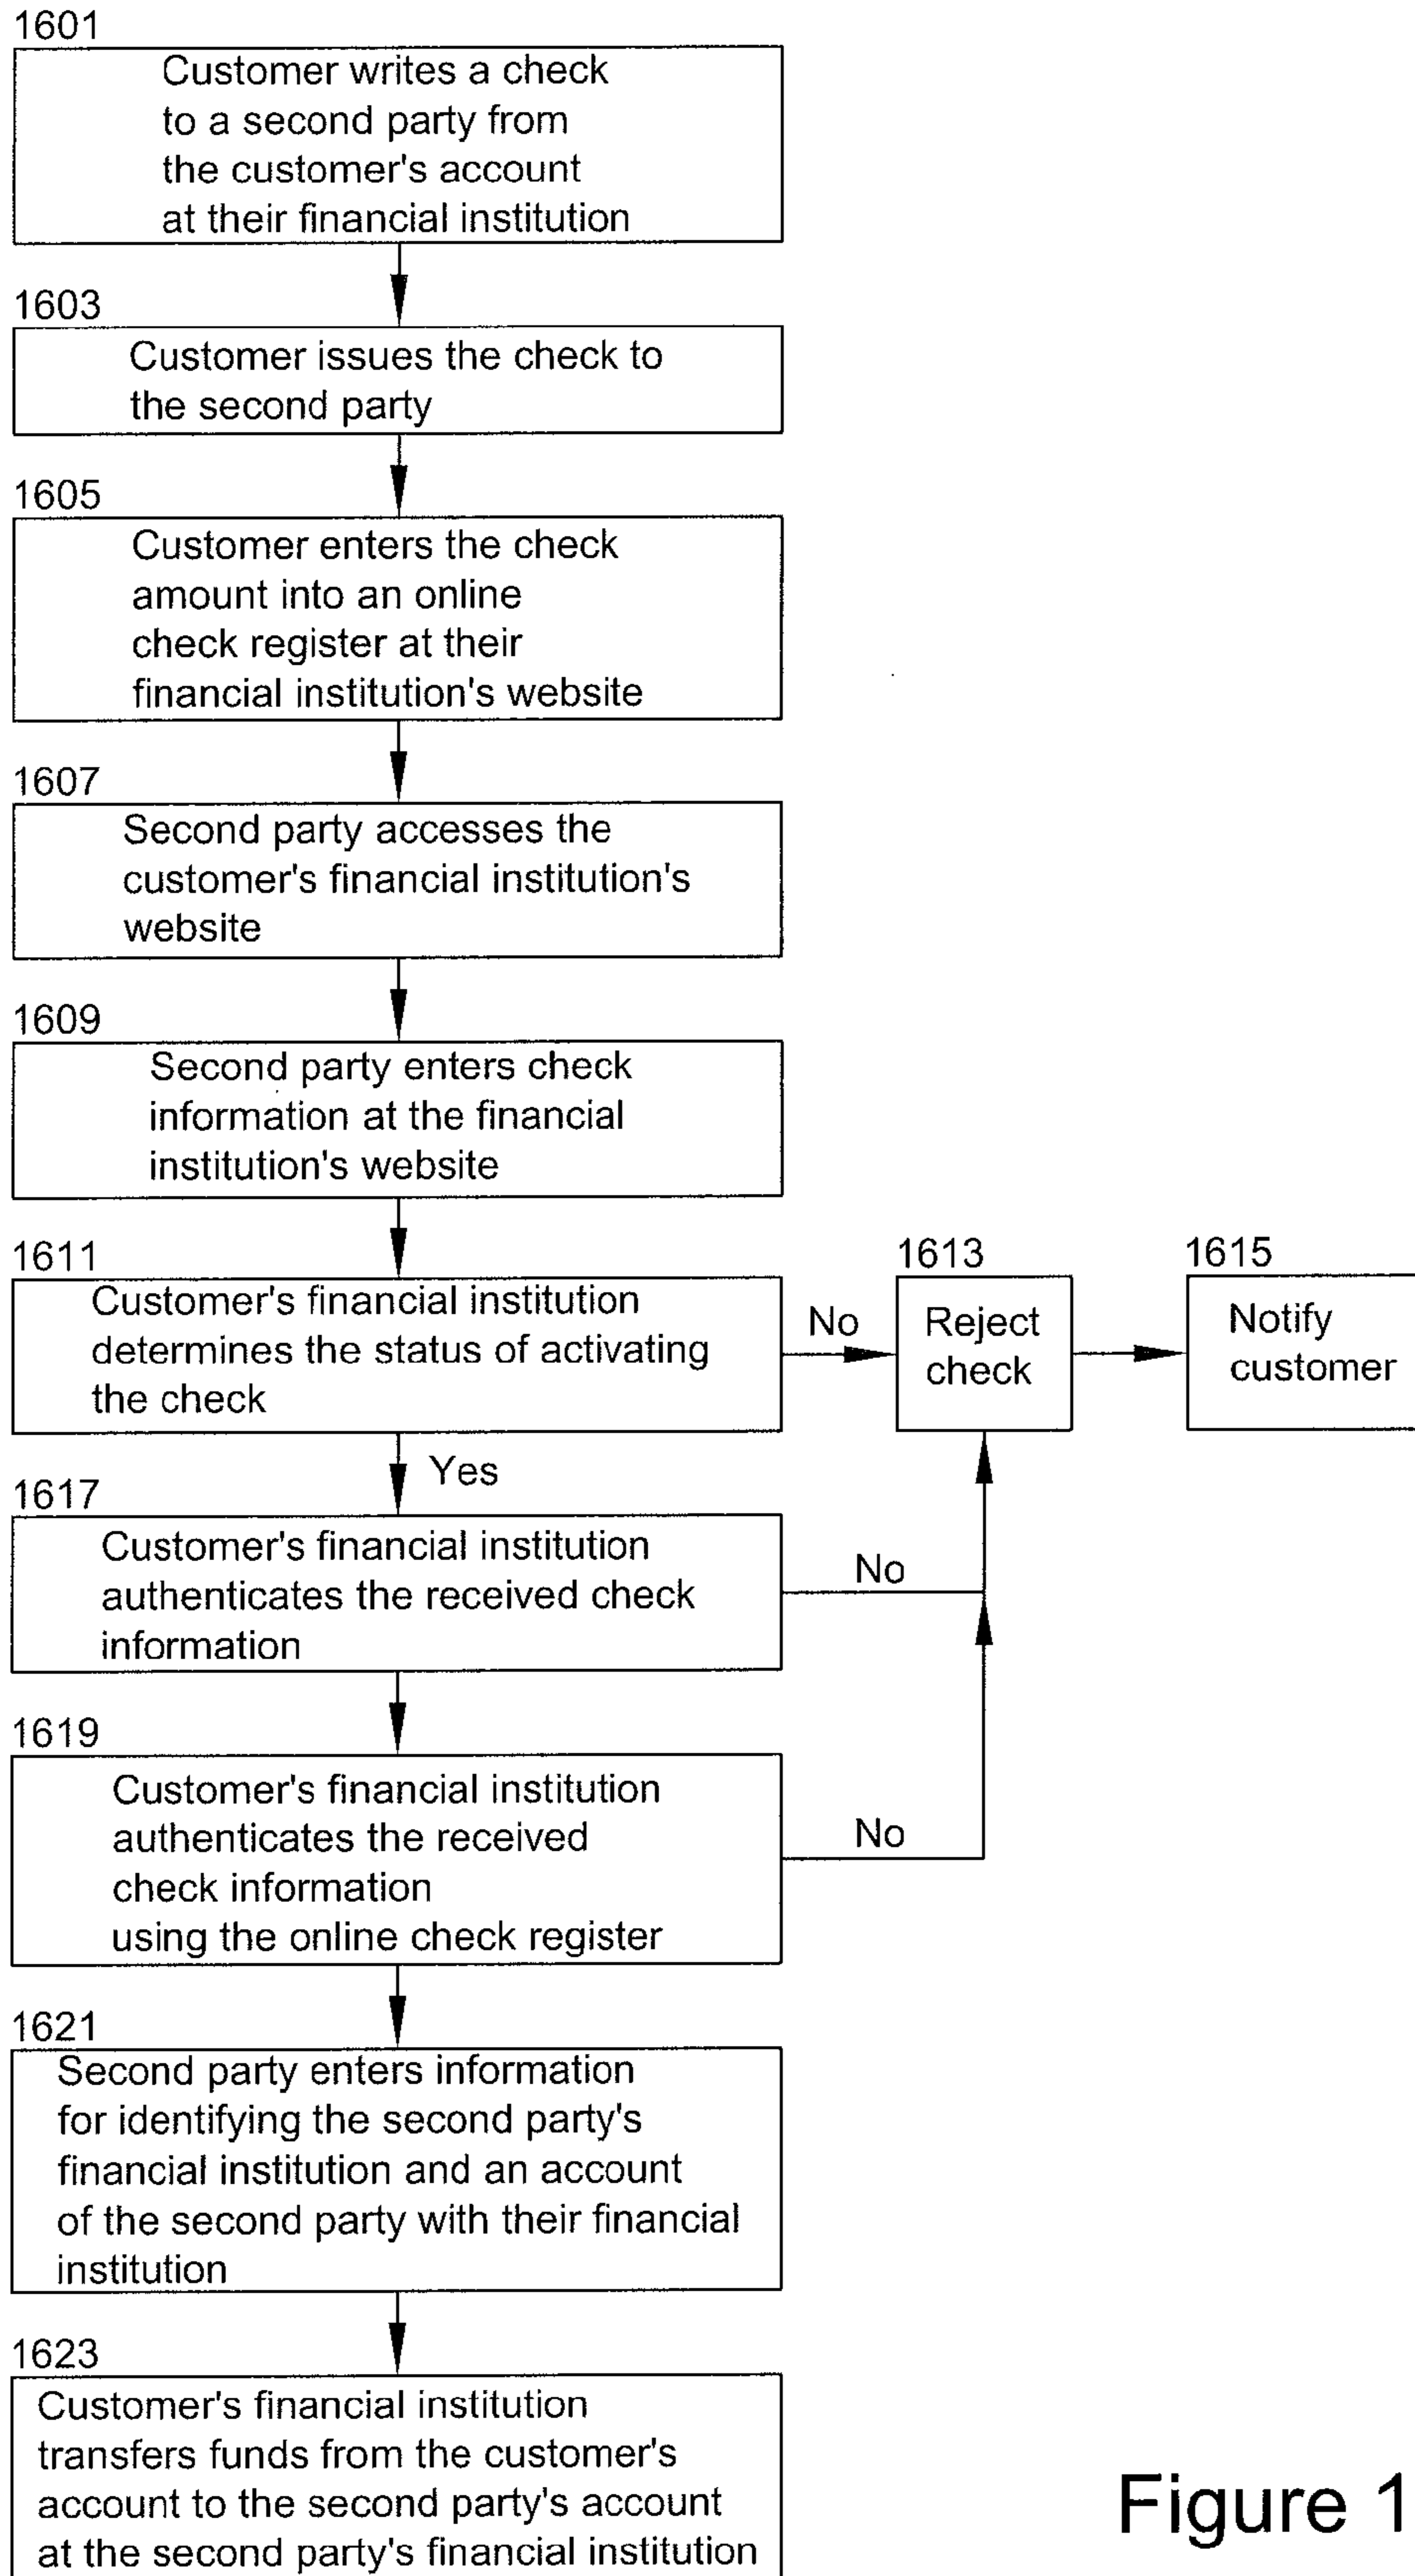 1601
Customer writes a check
to a second party from
the customer's account
at their financial institution
1603
Customer issues the check to
the second party
1605
Customer enters the check
amount into an online
check register at their
financial institution's website
1607
Second party accesses the
customer's financial institution's
website
1609
Second party enters check
information at the financial
institution's website
1611
Customer's financial institution
determines the status of activating
the check
No
1613
Reject
check
1615
Notify
customer
Yes
1617
Customer's financial institution
authenticates the received check
information
No
1619
Customer's financial institution
authenticates the received
check information
using the online check register
No
1621
Second party enters information
for identifying the second party's
financial institution and an account
of the second party with their financial
institution
1623
Customer's financial institution
transfers funds from the customer's
account to the second party's account
at the second party's financial institution
Figure 1